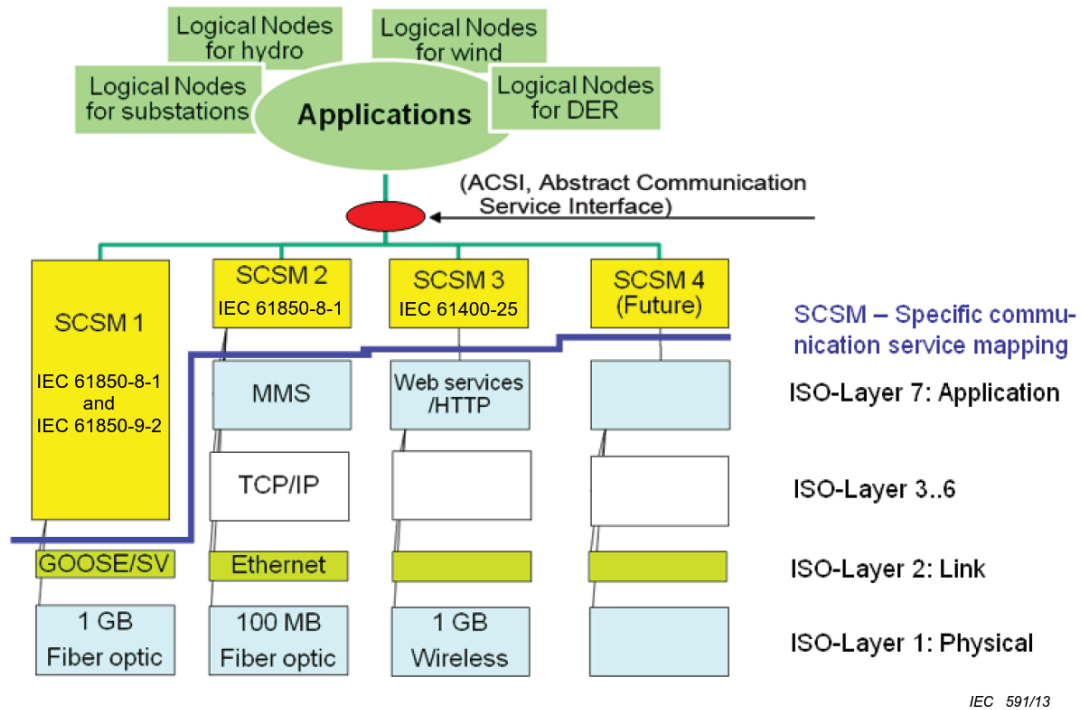 Logical Nodes
for hydro
Logical Nodes
for wind
Logical Nodes
for substations
Applications
Logical Nodes
for DER
(ACSI, Abstract Communication
Service Interface)
SCSM 1
IEC 61850-8-1
and
IEC 61850-9-2
SCSM 2
IEC 61850-8-1
SCSM 3
IEC 61400-25
SCSM 4
(Future)
SCSM – Specific commu-
nication service mapping
MMS
Web services
/HTTP
ISO-Layer 7: Application
TCP/IP
ISO-Layer 3..6
GOOSE/SV
Ethernet
ISO-Layer 2: Link
1 GB
Fiber optic
100 MB
Fiber optic
1 GB
Wireless
ISO-Layer 1: Physical
IEC 591/13